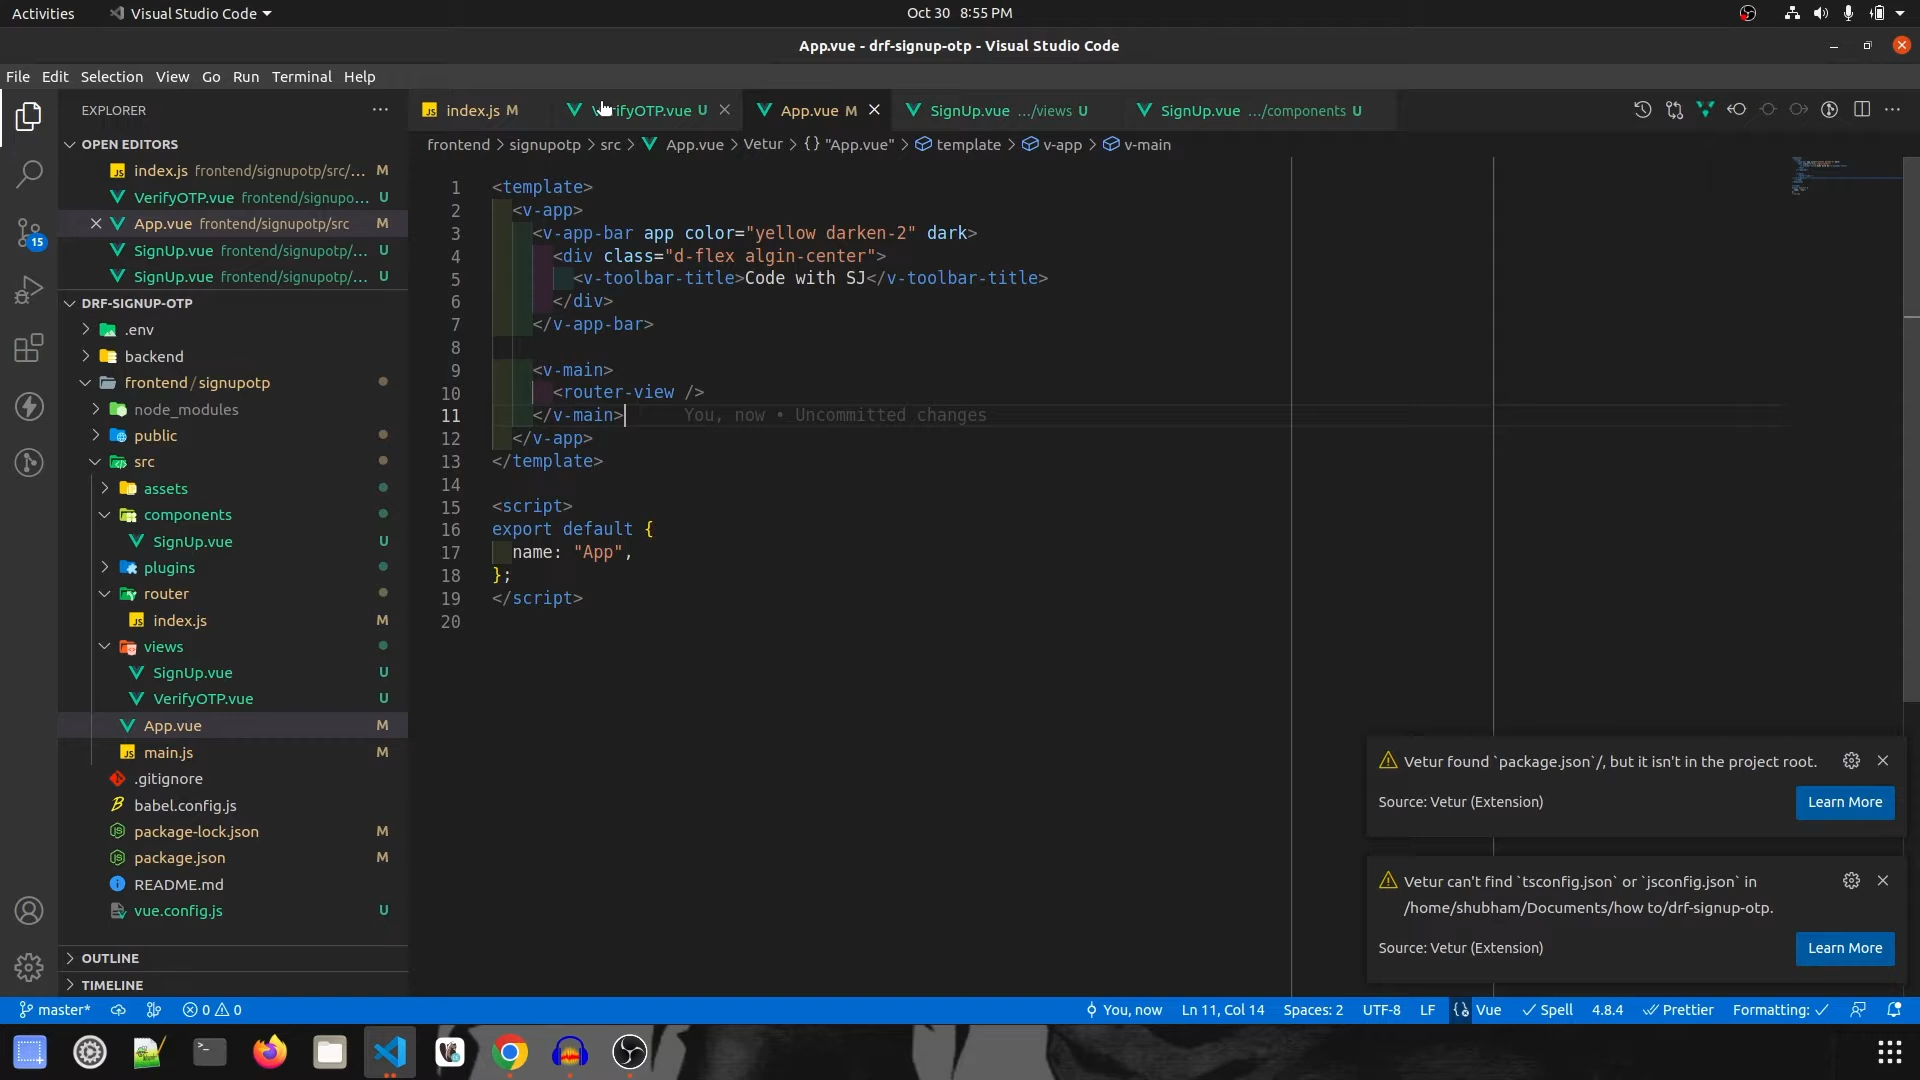 Activities
Visual Studio Code
Oct 30 8:55 PM
App.vue - drf-signup-otp - Visual Studio Code
File Edit Selection View Go Run Terminal Help
EXPLORER
index.js M
rifyOTP.vue U
App.vue M
SignUp.vue .../views U
SignUp.vue .../components U
OPEN EDITORS
index.js frontend/signupotp/src/... M
VerifyOTP.vue frontend/signupo... U
App.vue frontend/signupotp/src M
SignUp.vue frontend/signupotp/... U
SignUp.vue frontend/signupotp/... U
15
DRF-SIGNUP-OTP
.env
backend
frontend / signupotp
node_modules
public
src
assets
components
SignUp.vue U
plugins
router
index.js M
views
SignUp.vue U
VerifyOTP.vue U
App.vue M
main.js M
.gitignore
babel.config.js
package-lock.json M
package.json M
README.md
vue.config.js U
OUTLINE
TIMELINE
frontend > signupotp > src > App.vue > Vetur > {} "App.vue" > template > v-app > v-main
1 <template>
2 <v-app>
3 <v-app-bar app color="yellow darken-2" dark>
4 <div class="d-flex algin-center">
5 <v-toolbar-title>Code with SJ</v-toolbar-title>
6 </div>
7 </v-app-bar>
8
9 <v-main>
10 <router-view />
11 </v-main> You, now • Uncommitted changes
12 </v-app>
13 </template>
14
15 <script>
16 export default {
17 name: "App",
18 };
19 </script>
20
Vetur found `package.json`/, but it isn't in the project root.
Source: Vetur (Extension)
Learn More
Vetur can't find `tsconfig.json` or `jsconfig.json` in
/home/shubham/Documents/how to/drf-signup-otp.
Source: Vetur (Extension)
Learn More
master* 0 0 You, now Ln 11, Col 14 Spaces: 2 UTF-8 LF Vue Spell 4.8.4 Prettier Formatting: